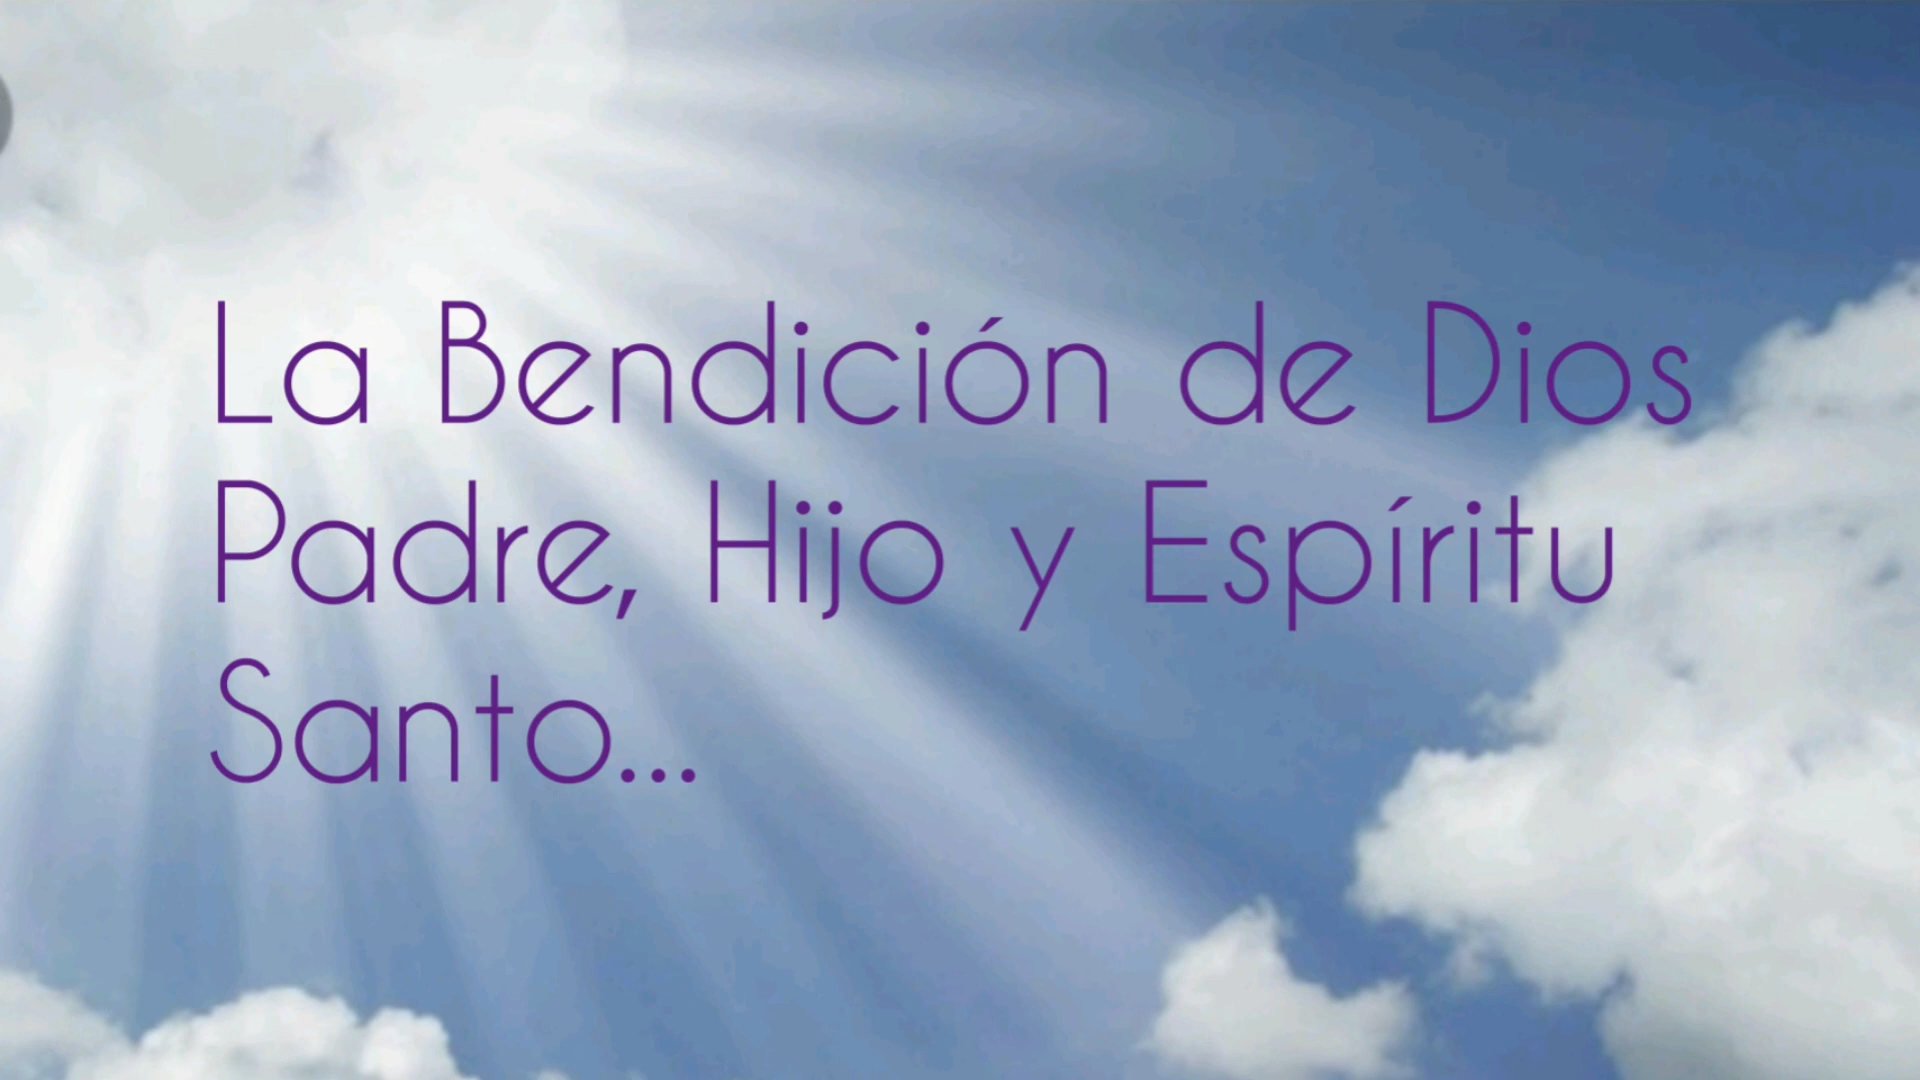 La Bendición de Dios
Padre, Hijo y Espíritu
Santo...